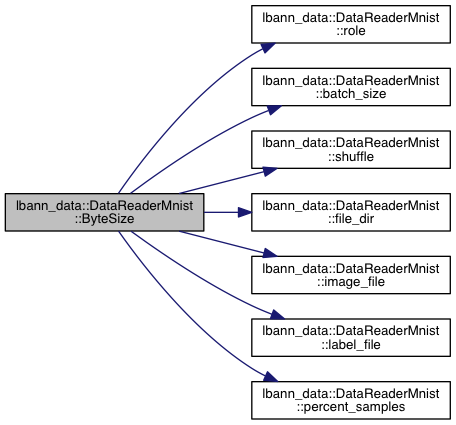 lbann_data::DataReaderMnist
::ByteSize
lbann_data::DataReaderMnist
::role
lbann_data::DataReaderMnist
::batch_size
lbann_data::DataReaderMnist
::shuffle
lbann_data::DataReaderMnist
::file_dir
lbann_data::DataReaderMnist
::image_file
lbann_data::DataReaderMnist
::label_file
lbann_data::DataReaderMnist
::percent_samples